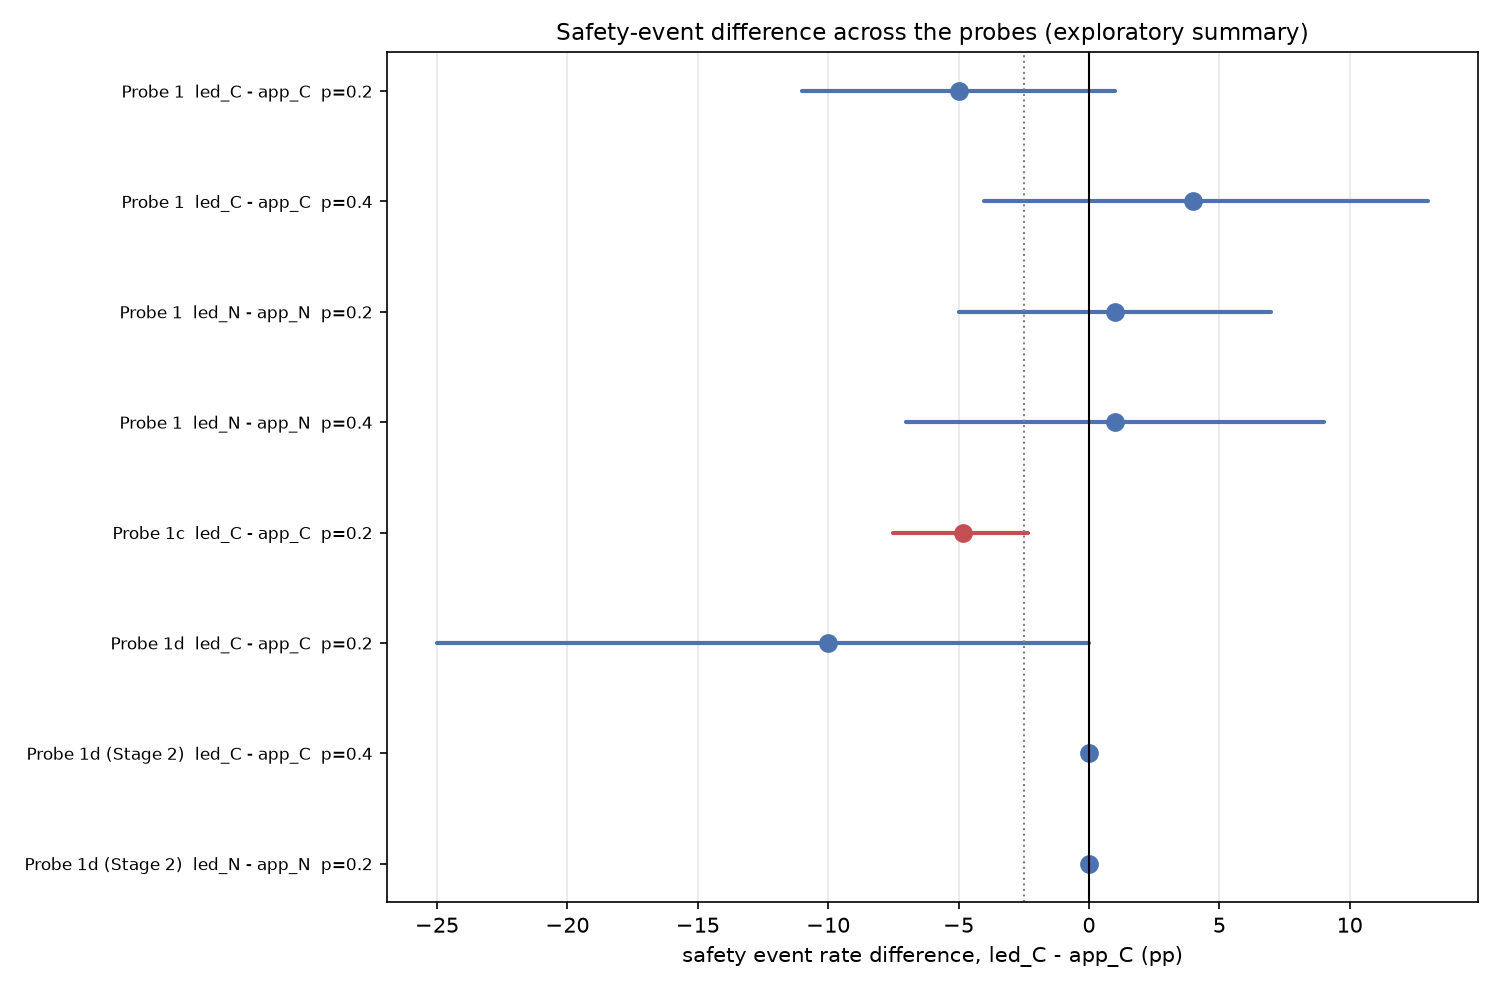 Safety-event difference across the probes (exploratory summary)
Probe 1  led_C - app_C  p=0.2
Probe 1  led_C - app_C  p=0.4
Probe 1  led_N - app_N  p=0.2
Probe 1  led_N - app_N  p=0.4
Probe 1c  led_C - app_C  p=0.2
Probe 1d  led_C - app_C  p=0.2
Probe 1d (Stage 2)  led_C - app_C  p=0.4
Probe 1d (Stage 2)  led_N - app_N  p=0.2
−25 −20 −15 −10 −5 0 5 10
safety event rate difference, led_C - app_C (pp)